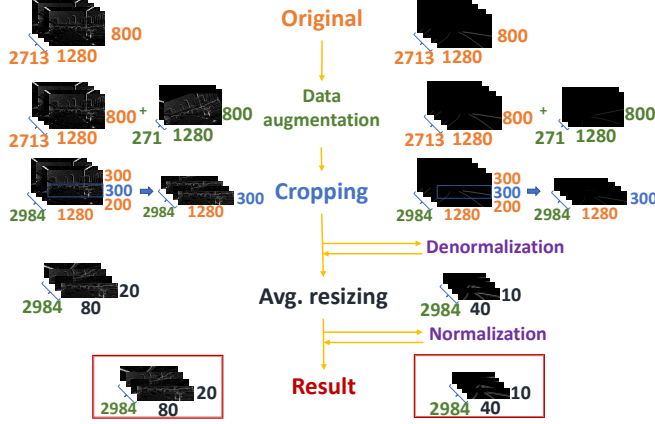 Original
800
2713 1280
800
2713 1280
Data
augmentation
800 + 800
2713 1280 271 1280
800 + 800
2713 1280 271 1280
Cropping
300
300
200
2984 1280
300
2984 1280
300
300
200
2984 1280
300
2984 1280
Denormalization
Avg. resizing
20
2984 80
10
2984 40
Normalization
Result
20
2984 80
10
2984 40